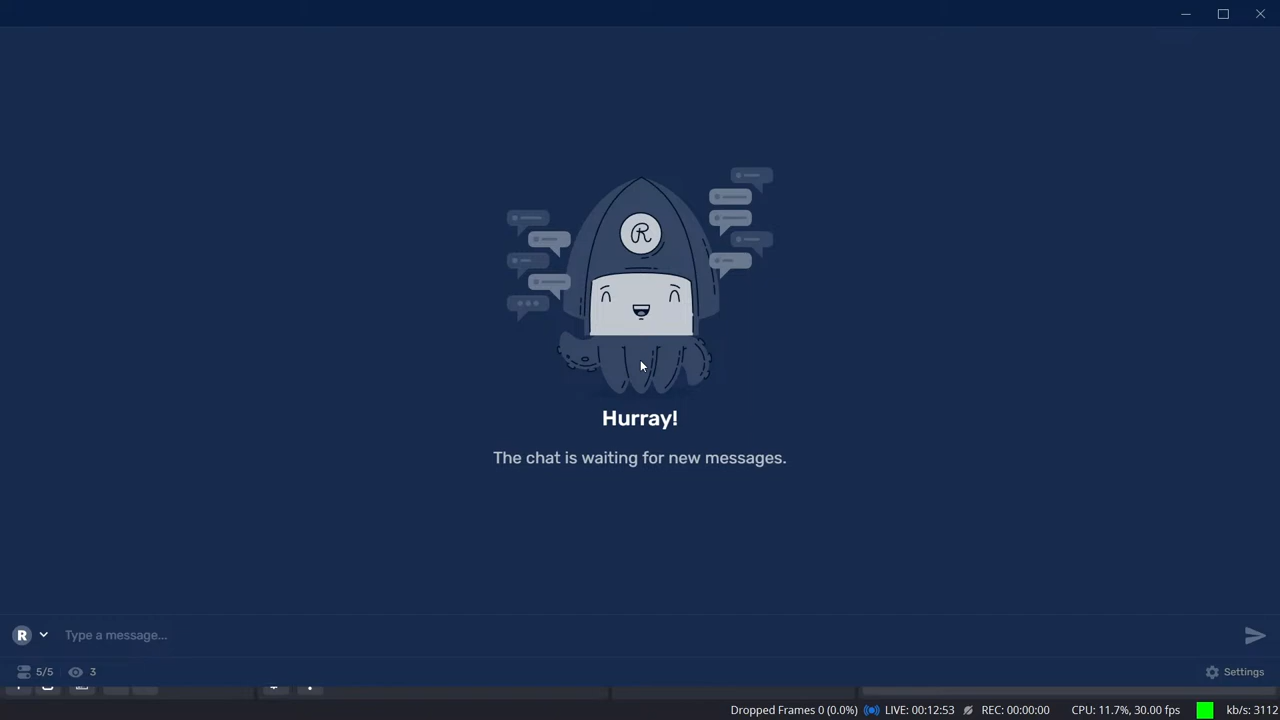 R
Hurray!
The chat is waiting for new messages.
R
Type a message...
5/5
3
Settings
Dropped Frames 0 (0.0%) LIVE: 00:12:53 REC: 00:00:00 CPU: 11.7%, 30.00 fps kb/s: 3112